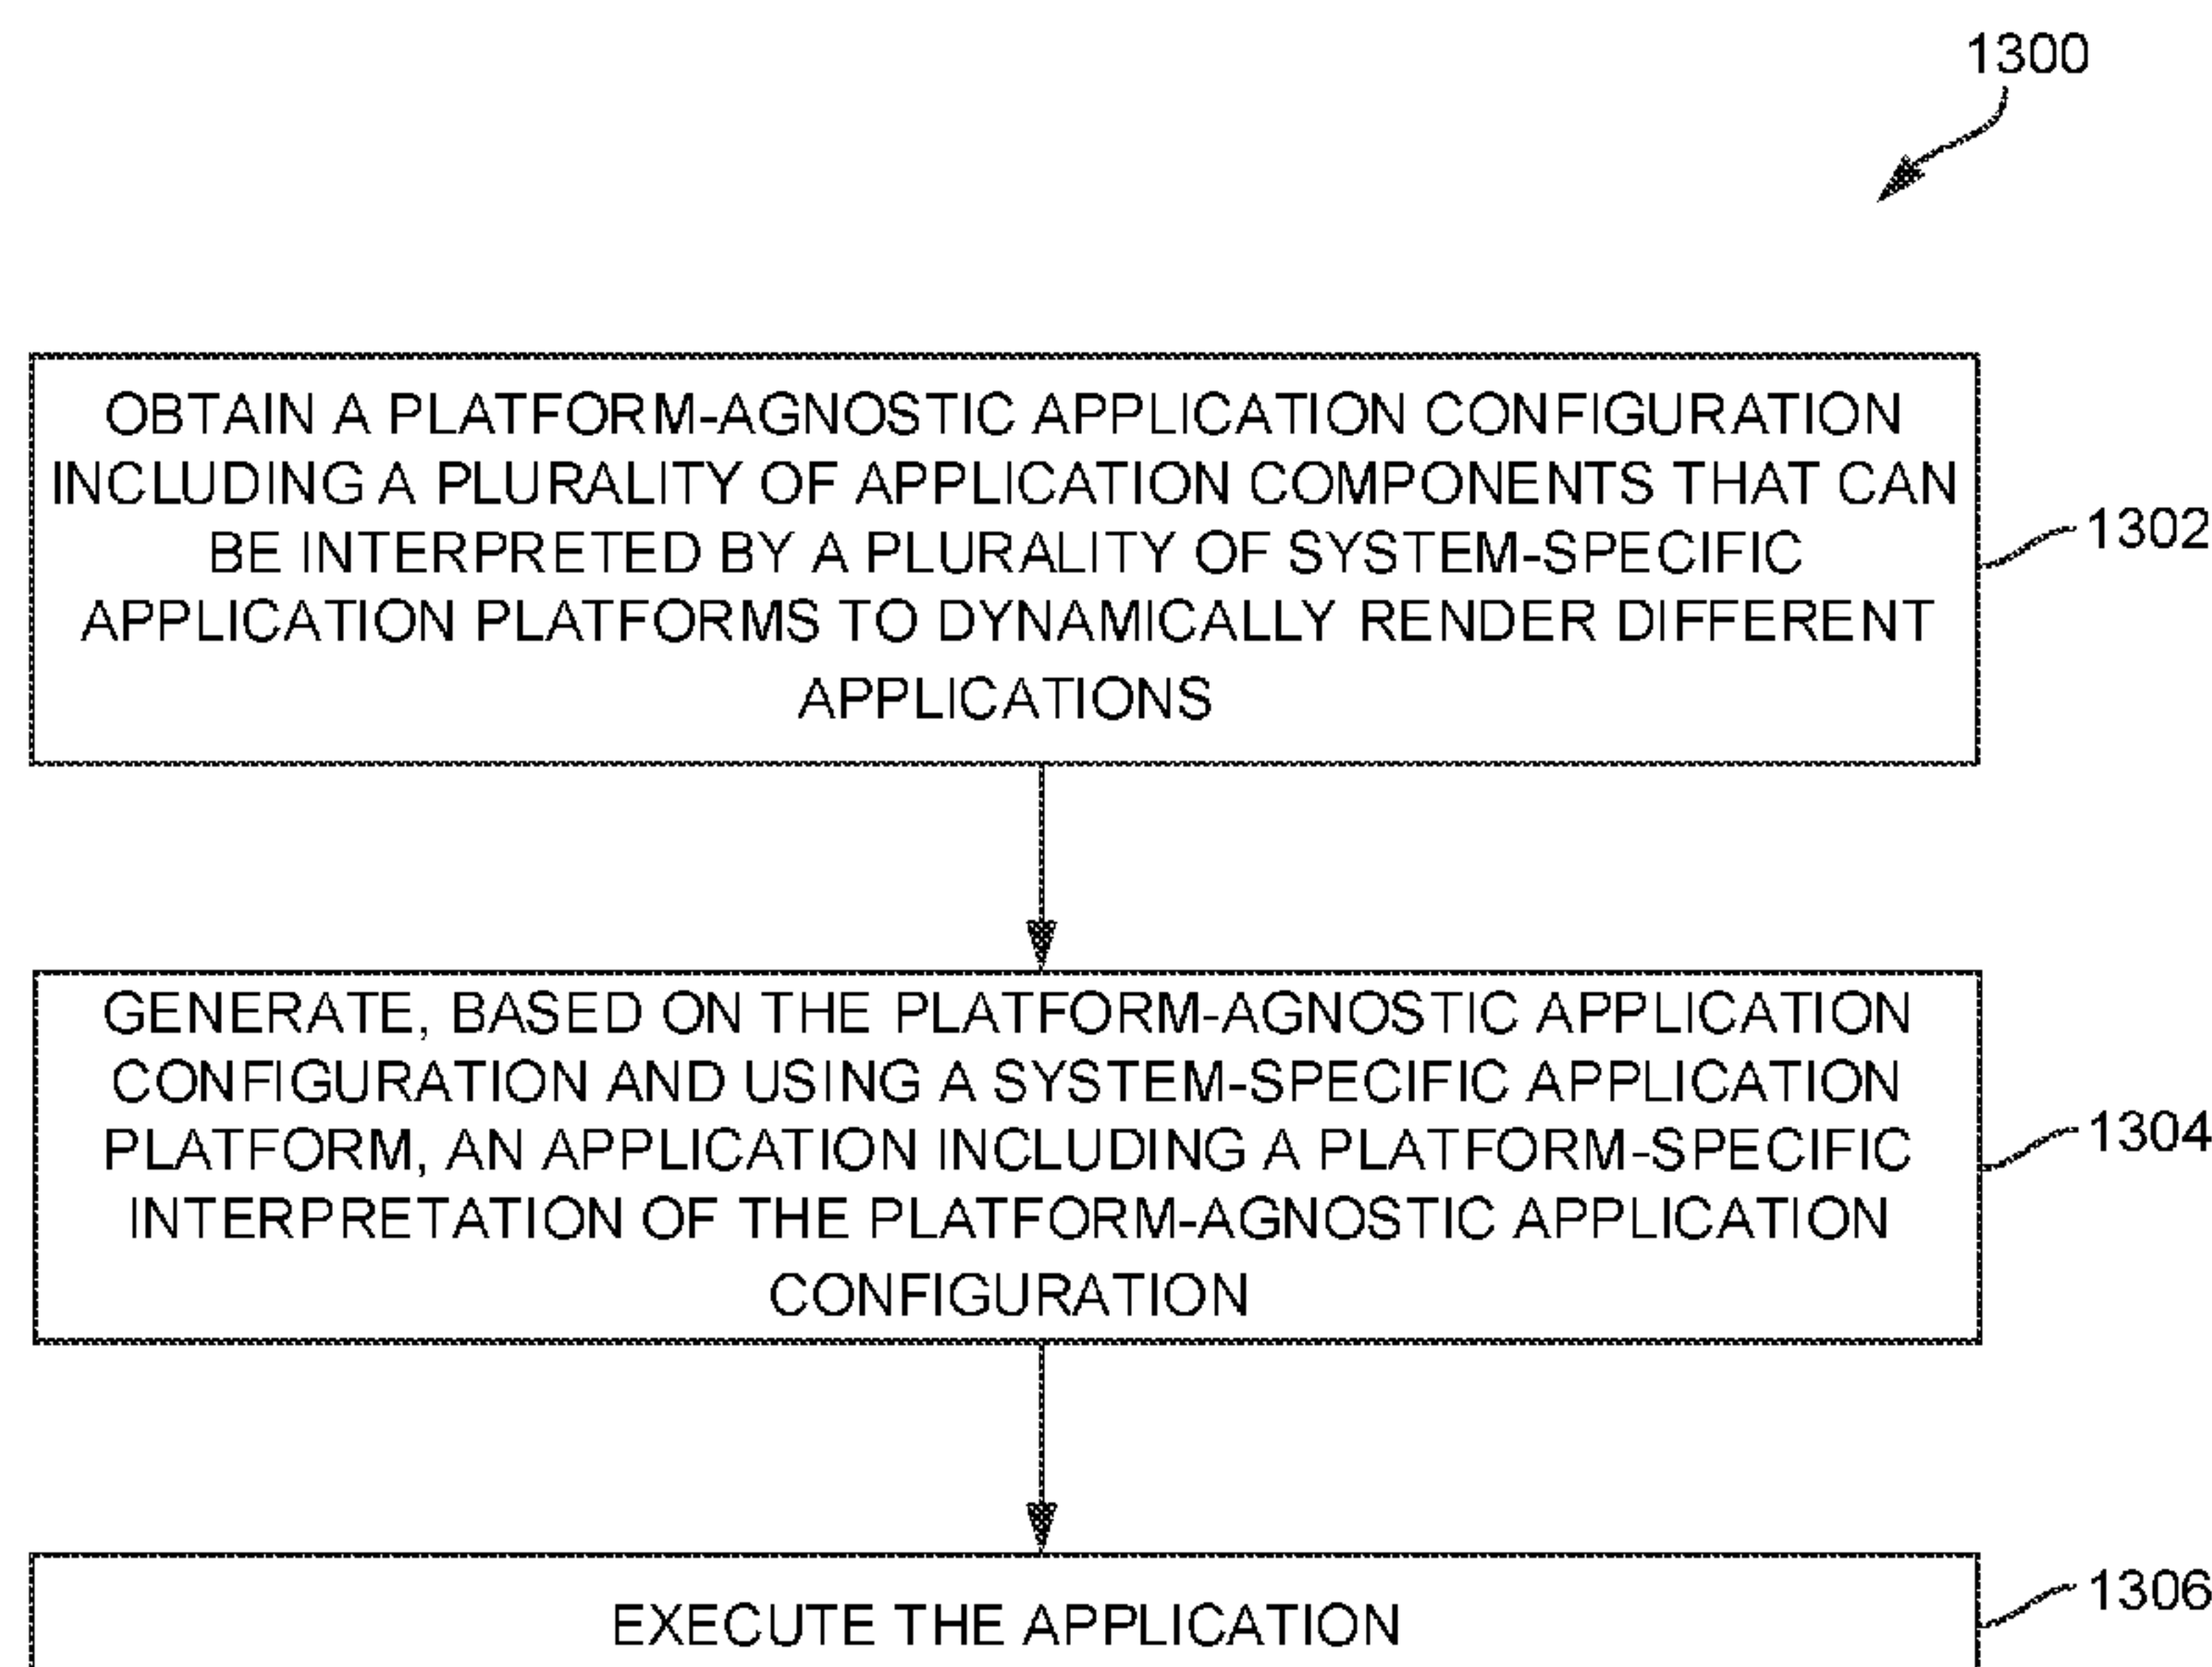 1300
OBTAIN A PLATFORM-AGNOSTIC APPLICATION CONFIGURATION
INCLUDING A PLURALITY OF APPLICATION COMPONENTS THAT CAN
BE INTERPRETED BY A PLURALITY OF SYSTEM-SPECIFIC
APPLICATION PLATFORMS TO DYNAMICALLY RENDER DIFFERENT
APPLICATIONS
1302
GENERATE, BASED ON THE PLATFORM-AGNOSTIC APPLICATION
CONFIGURATION AND USING A SYSTEM-SPECIFIC APPLICATION
PLATFORM, AN APPLICATION INCLUDING A PLATFORM-SPECIFIC
INTERPRETATION OF THE PLATFORM-AGNOSTIC APPLICATION
CONFIGURATION
1304
EXECUTE THE APPLICATION
1306